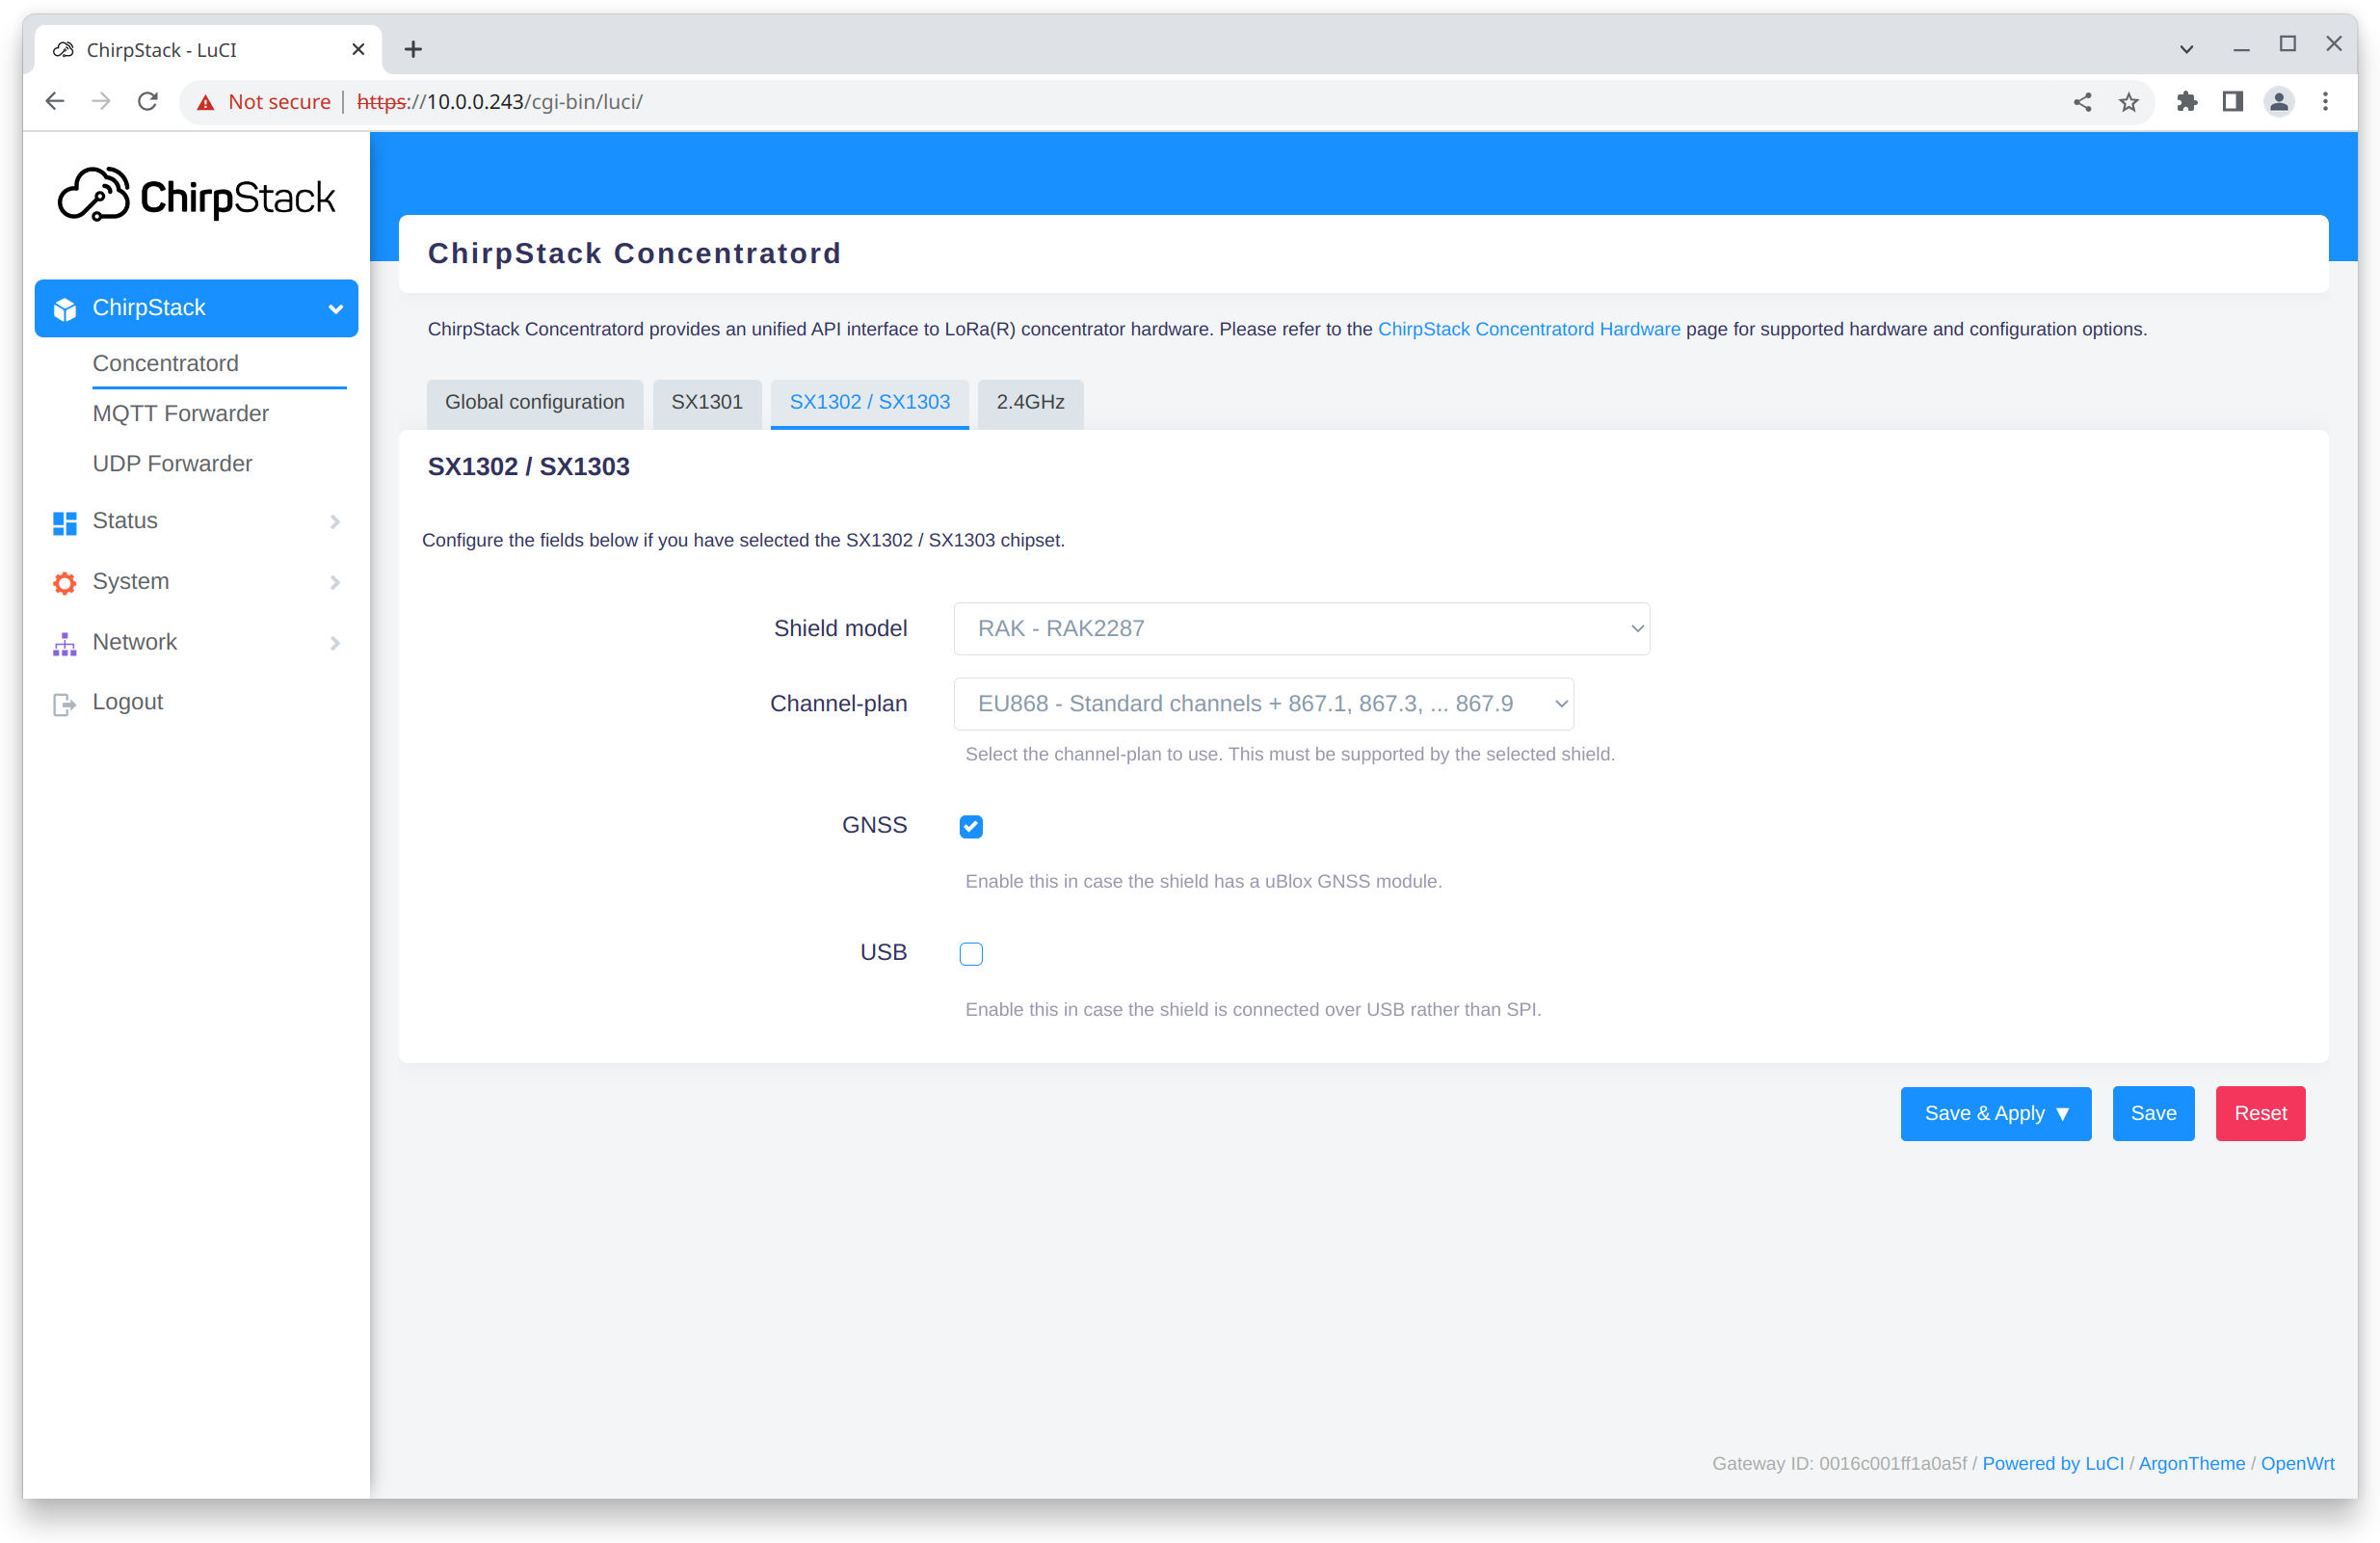 ChirpStack - LuCI
Not secure | https://10.0.0.243/cgi-bin/luci/
ChirpStack
ChirpStack
Concentratord
MQTT Forwarder
UDP Forwarder
Status
System
Network
Logout
ChirpStack Concentratord
ChirpStack Concentratord provides an unified API interface to LoRa(R) concentrator hardware. Please refer to the ChirpStack Concentratord Hardware page for supported hardware and configuration options.
Global configuration SX1301 SX1302 / SX1303 2.4GHz
SX1302 / SX1303
Configure the fields below if you have selected the SX1302 / SX1303 chipset.
Shield model RAK - RAK2287
Channel-plan EU868 - Standard channels + 867.1, 867.3, ... 867.9
Select the channel-plan to use. This must be supported by the selected shield.
GNSS
Enable this in case the shield has a uBlox GNSS module.
USB
Enable this in case the shield is connected over USB rather than SPI.
Save & Apply ▼ Save Reset
Gateway ID: 0016c001ff1a0a5f / Powered by LuCI / ArgonTheme / OpenWrt